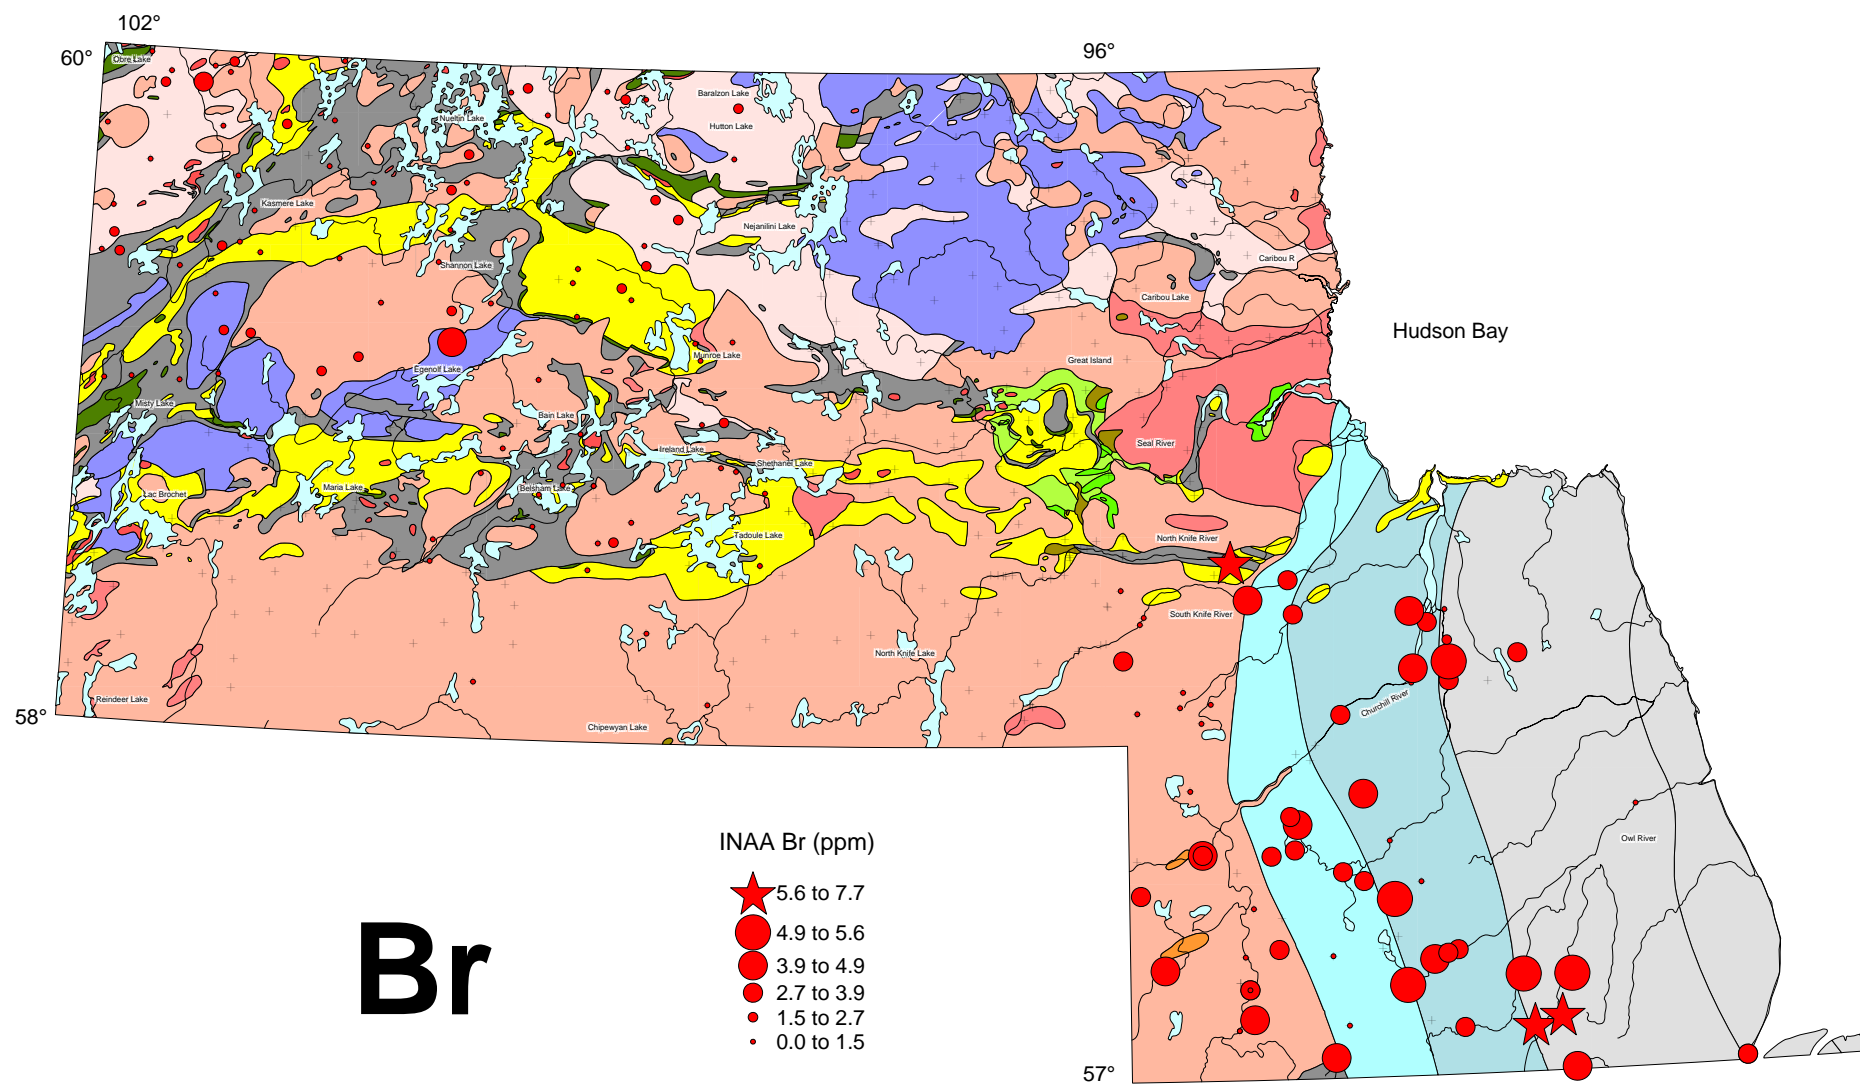 102°
96°
60°
Obre Lake
Baralzon Lake
Nueltin Lake
Hutton Lake
Kasmere Lake
Nejanilini Lake
Caribou R
Shannon Lake
Caribou Lake
Hudson Bay
Munroe Lake
Great Island
Egenolf Lake
Misty Lake
Bain Lake
Seal River
Ireland Lake
Shethanei Lake
Maria Lake
Belsham Lake
Lac Brochet
Tadoule Lake
North Knife River
South Knife River
North Knife Lake
Reindeer Lake
Churchill River
58°
Chipewyan Lake
Owl River
INAA Br (ppm)
5.6 to 7.7
4.9 to 5.6
3.9 to 4.9
2.7 to 3.9
1.5 to 2.7
0.0 to 1.5
Br
57°